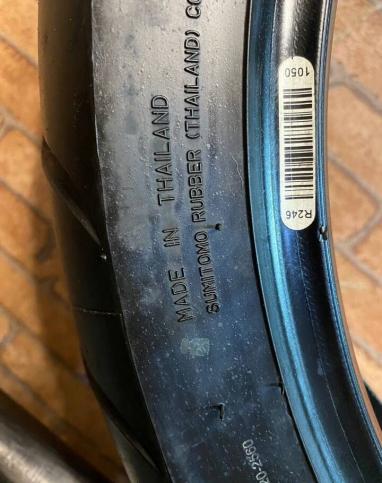 MADE IN THAILAND
SUMITOMO RUBBER (THAILAND) CO
1050
R246